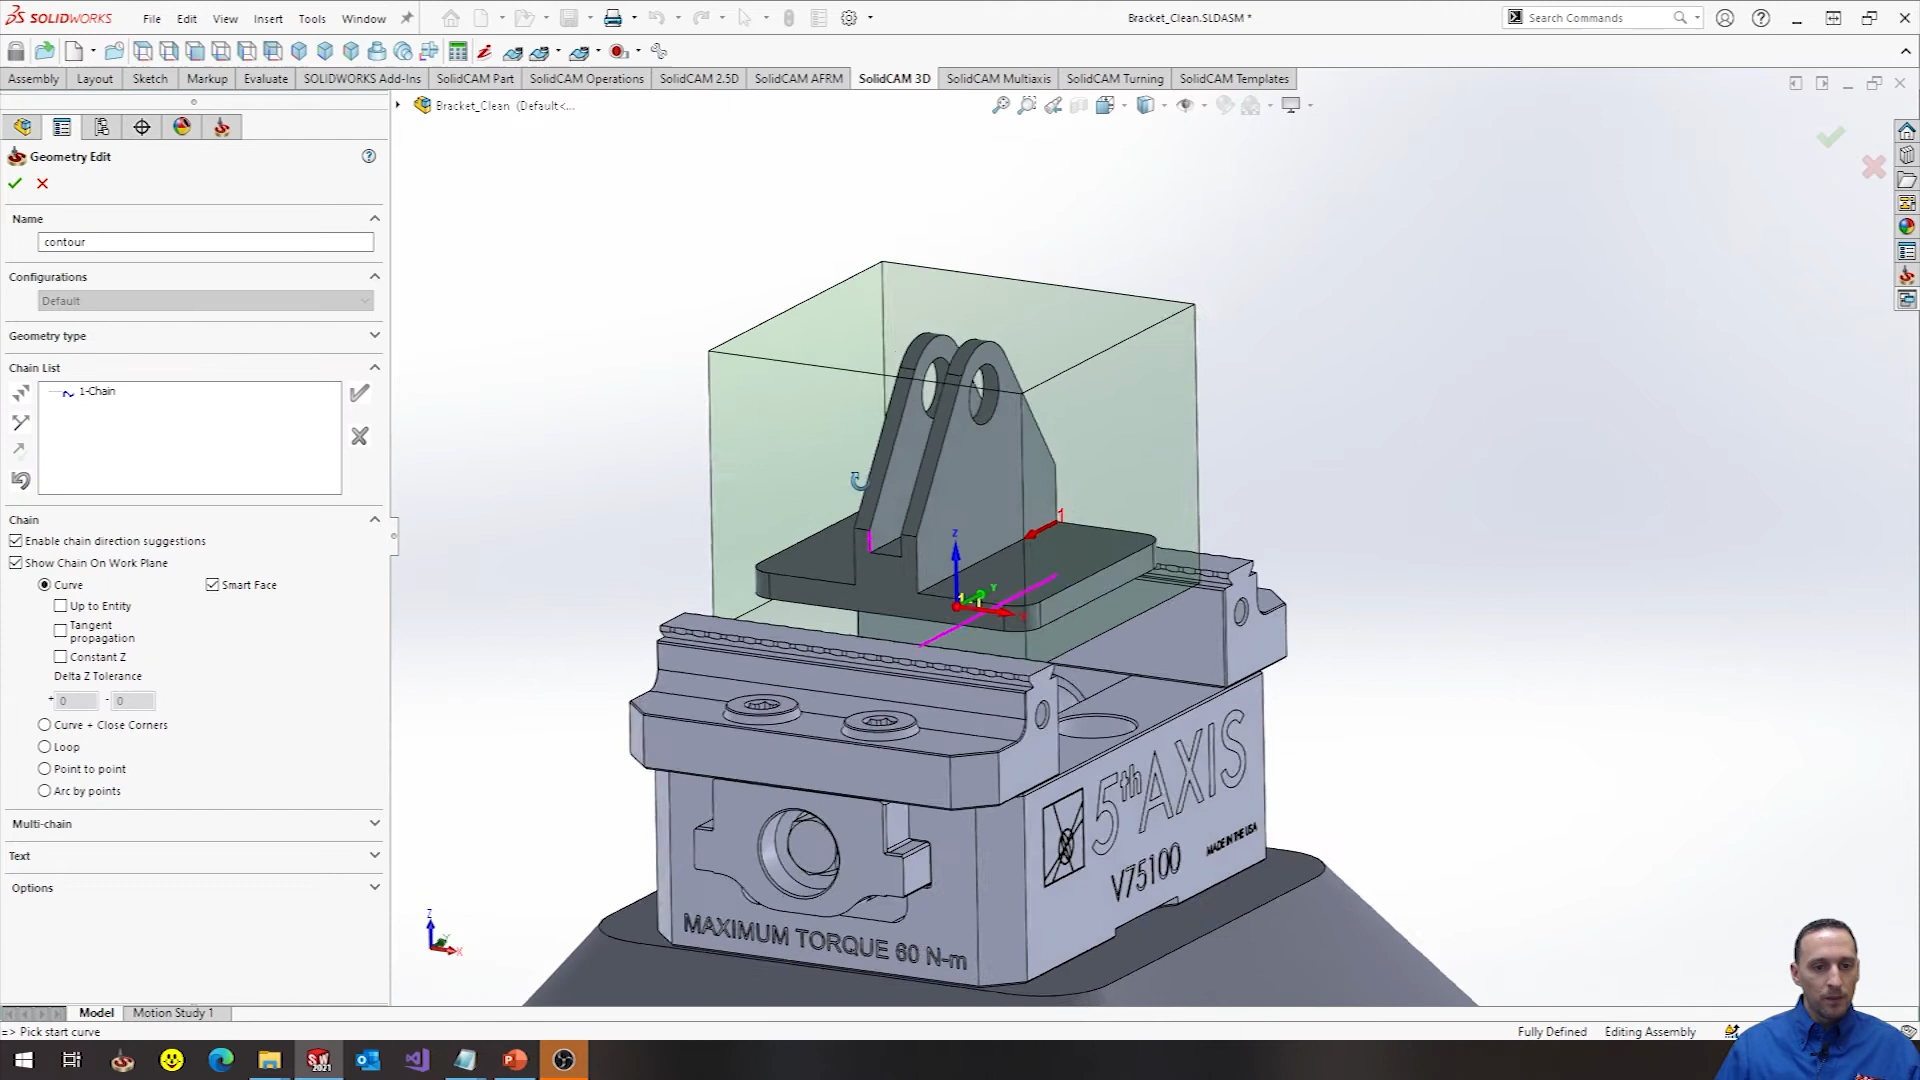 SOLIDWORKS File Edit View Insert Tools Window Bracket_Clean.SLDASM * Search Commands
Assembly Layout Sketch Markup Evaluate SOLIDWORKS Add-Ins SolidCAM Part SolidCAM Operations SolidCAM 2.5D SolidCAM AFRM SolidCAM 3D SolidCAM Multiaxis SolidCAM Turning SolidCAM Templates
Bracket_Clean (Default<...
Geometry Edit
Name
contour
Configurations
Default
Geometry type
Chain List
1-Chain
Chain
Enable chain direction suggestions
Show Chain On Work Plane
Curve Smart Face
Up to Entity
Tangent
propagation
Constant Z
Delta Z Tolerance
+ 0 - 0
Curve + Close Corners
Loop
Point to point
Arc by points
Multi-chain
Text
Options
1
Z
Y
X
5th AXIS
V75100
MADE IN THE USA
MAXIMUM TORQUE 60 N-m
Z
Y
X
Model Motion Study 1
=> Pick start curve Fully Defined Editing Assembly
SW
2021